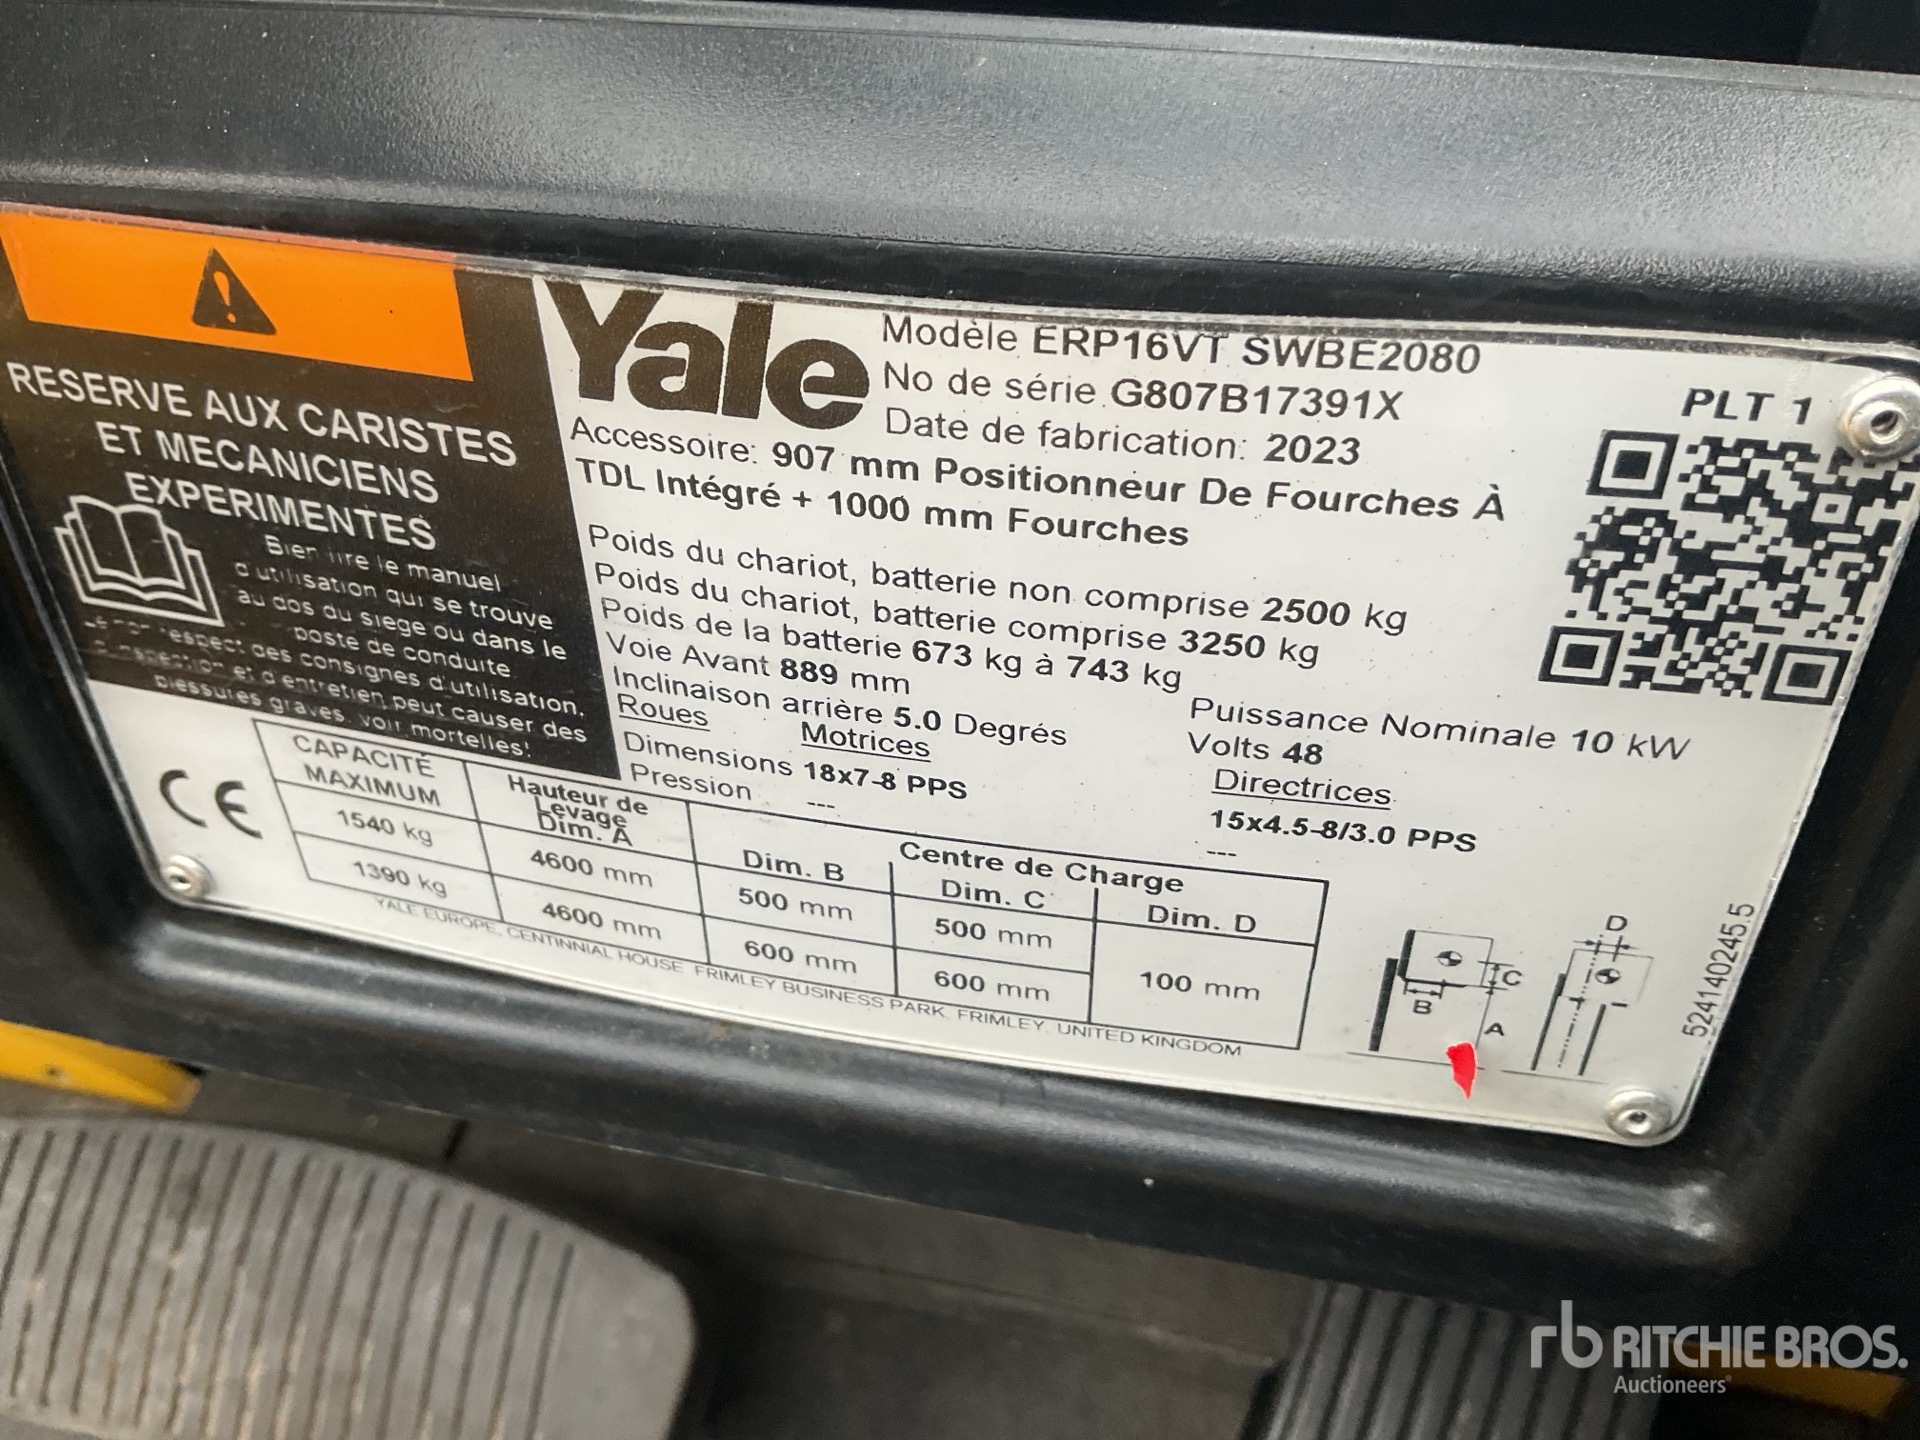 RESERVE AUX CARISTES
ET MECANICIENS
EXPERIMENTES
Bien lire le manuel
d'utilisation qui se trouve
au dos du siege ou dans le
poste de conduite
Le non respect des consignes d'utilisation,
d'inspection et d'entretien peut causer des
blessures graves, voir mortelles!
Yale
Modèle ERP16VT SWBE2080
No de série G807B17391X
Date de fabrication: 2023
PLT 1
Accessoire: 907 mm Positionneur De Fourches À
TDL Intégré + 1000 mm Fourches
Poids du chariot, batterie non comprise 2500 kg
Poids du chariot, batterie comprise 3250 kg
Poids de la batterie 673 kg à 743 kg
Voie Avant 889 mm
Puissance Nominale 10 kW
Inclinaison arrière 5.0 Degrés
Volts 48
Roues Motrices Directrices
Dimensions 18x7-8 PPS 15x4.5-8/3.0 PPS
Pression --- ---
CE
CAPACITÉ
MAXIMUM
Hauteur de
Levage
Dim. A
Centre de Charge
Dim. B Dim. C Dim. D
1540 kg 4600 mm 500 mm 500 mm
1390 kg 4600 mm 600 mm 600 mm
100 mm
YALE EUROPE, CENTINNIAL HOUSE FRIMLEY BUSINESS PARK, FRIMLEY, UNITED KINGDOM
D
C
B
A
524140245.5
rb RITCHIE BROS.
Auctioneers